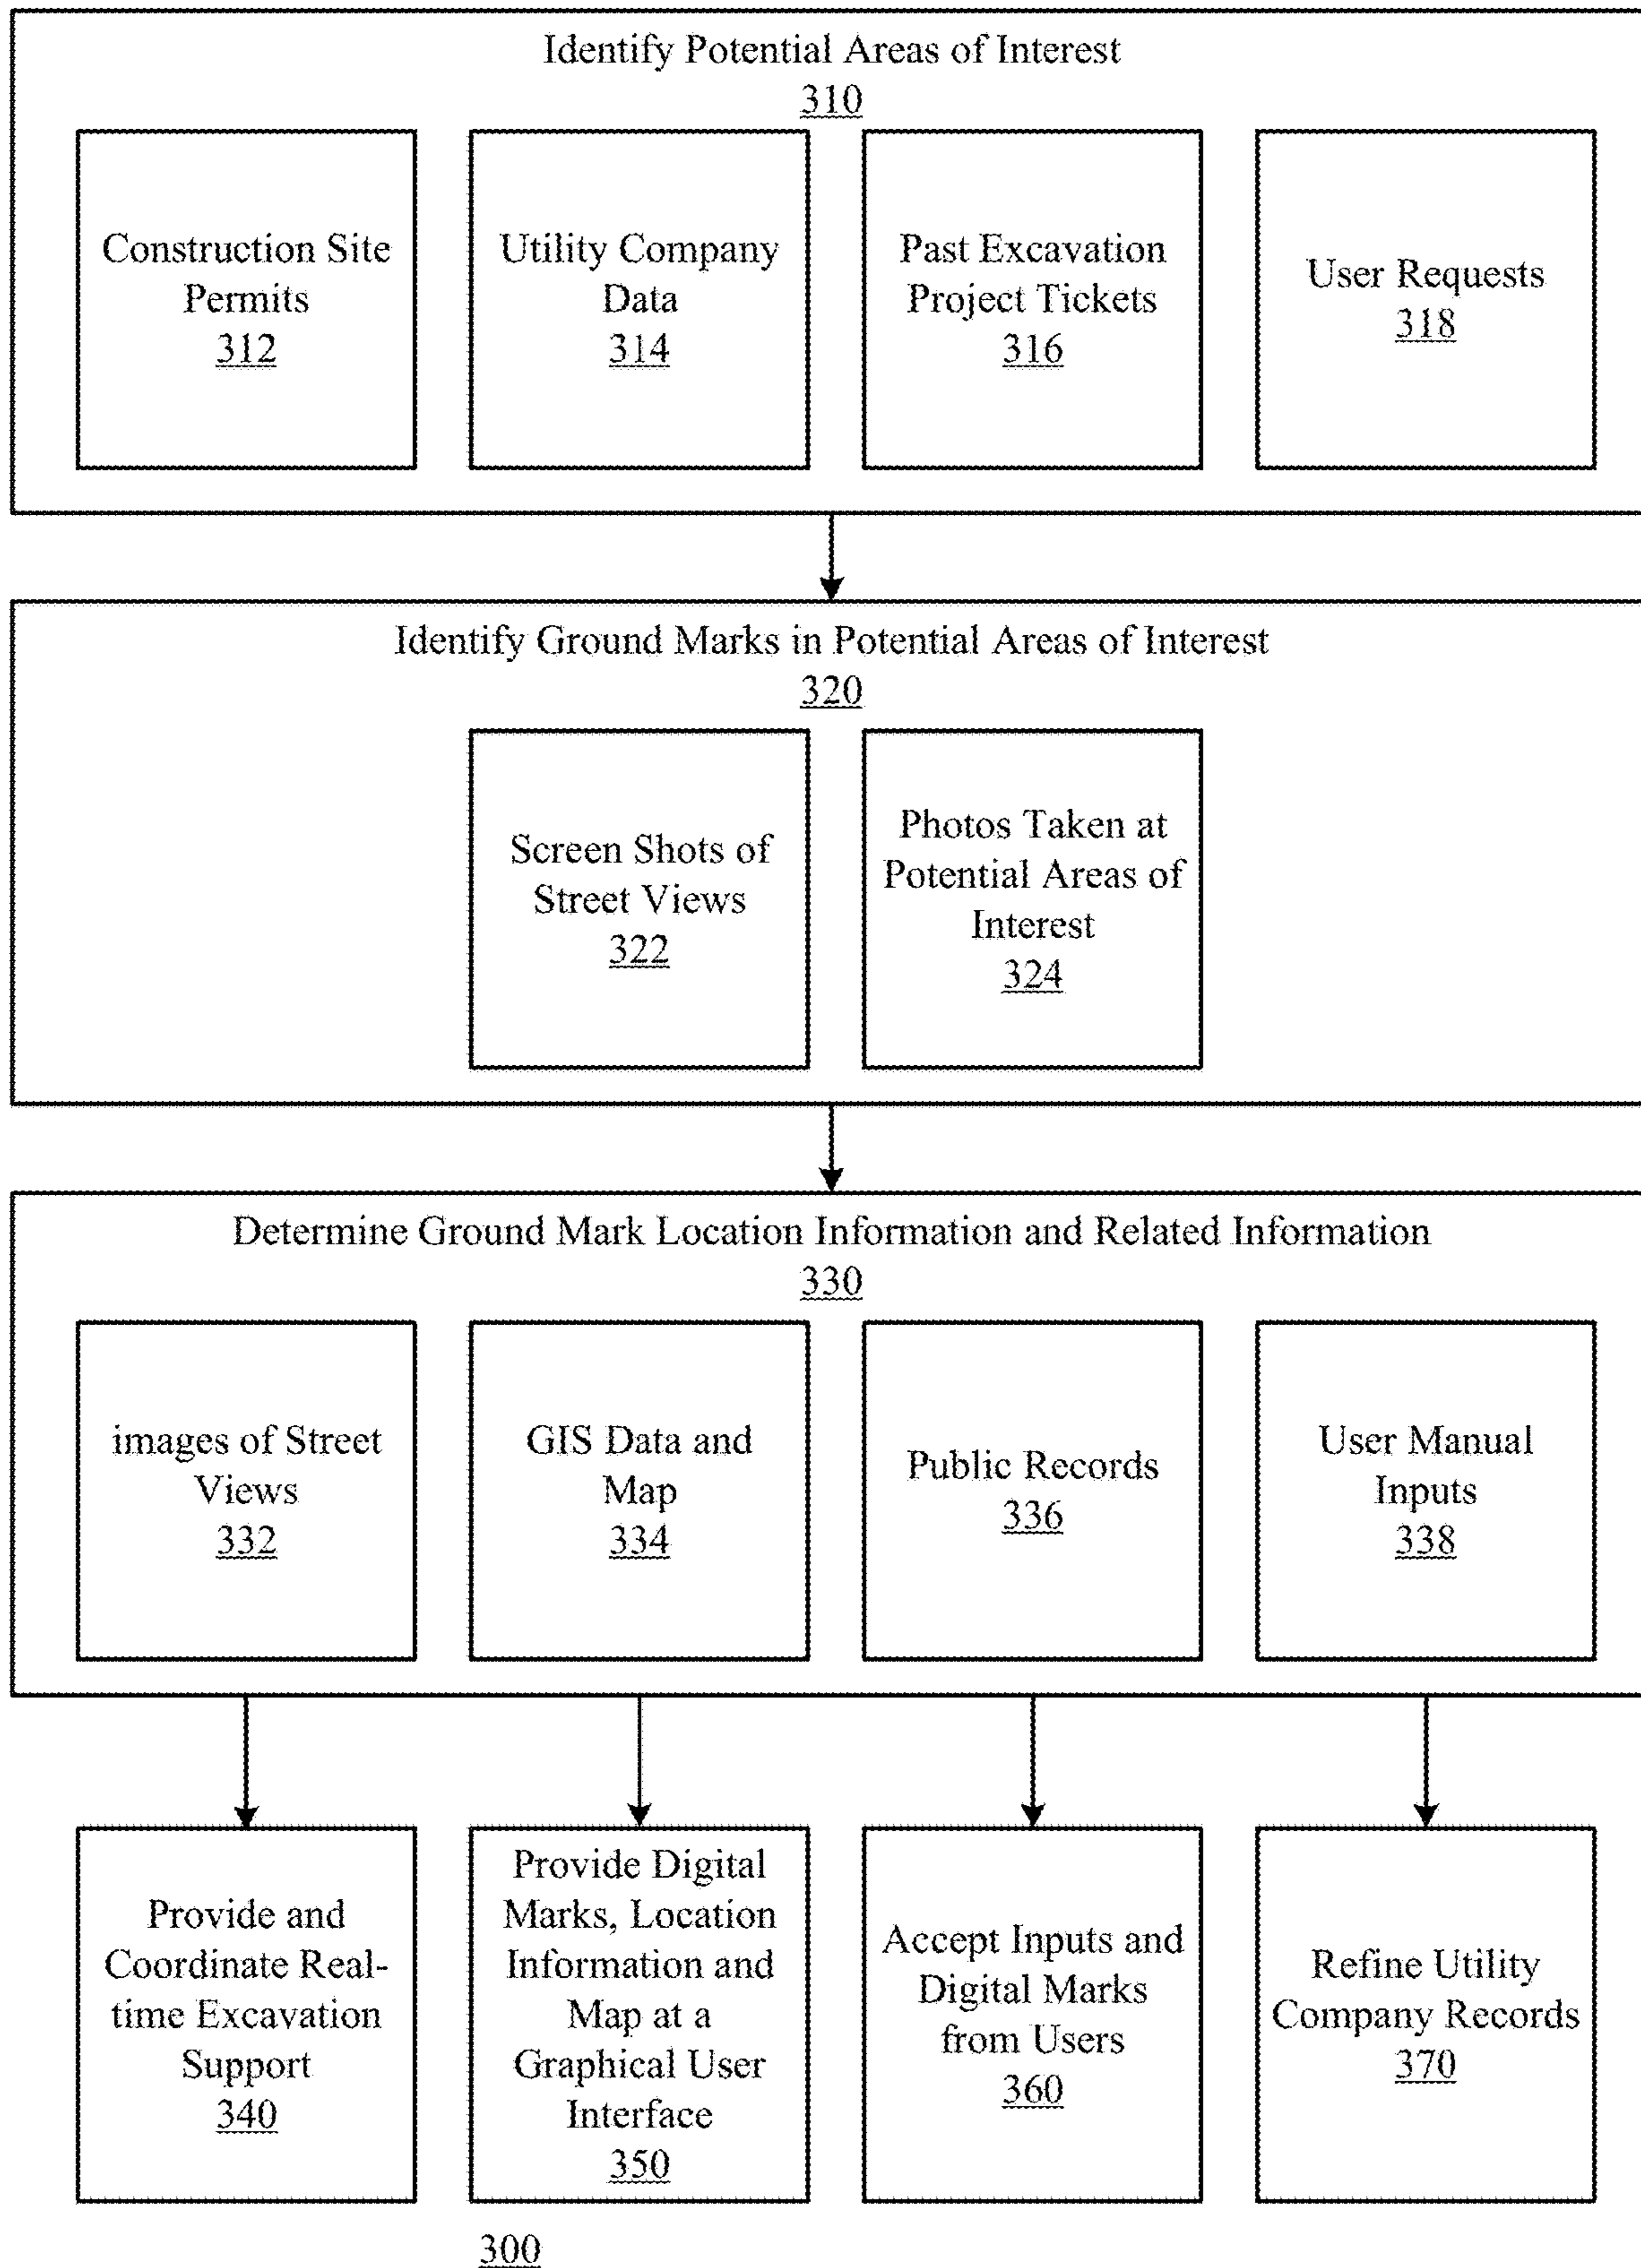 Identify Potential Areas of Interest
310
Construction Site
Permits
312
Utility Company
Data
314
Past Excavation
Project Tickets
316
User Requests
318
Identify Ground Marks in Potential Areas of Interest
320
Screen Shots of
Street Views
322
Photos Taken at
Potential Areas of
Interest
324
Determine Ground Mark Location Information and Related Information
330
images of Street
Views
332
GIS Data and
Map
334
Public Records
336
User Manual
Inputs
338
Provide and
Coordinate Real-
time Excavation
Support
340
Provide Digital
Marks, Location
Information and
Map at a
Graphical User
Interface
350
Accept Inputs and
Digital Marks
from Users
360
Refine Utility
Company Records
370
300